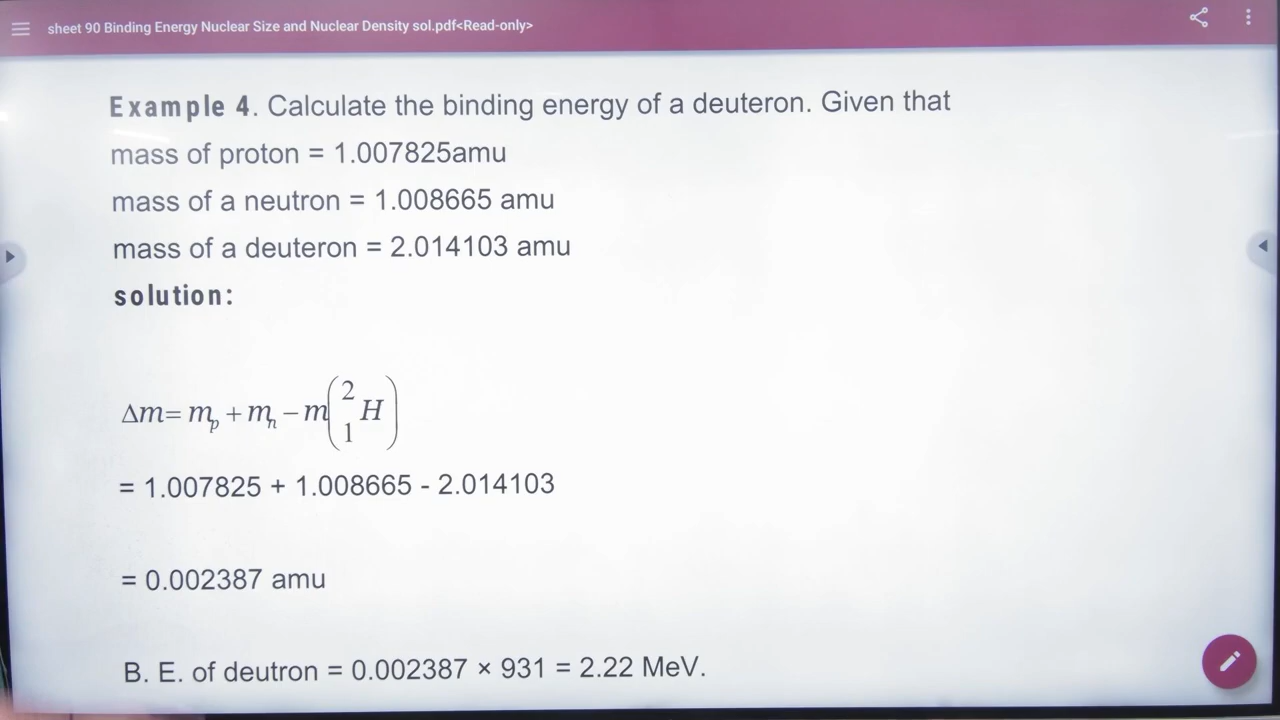 sheet 90 Binding Energy Nuclear Size and Nuclear Density sol.pdf<Read-only>
Example 4. Calculate the binding energy of a deuteron. Given that
mass of proton = 1.007825amu
mass of a neutron = 1.008665 amu
mass of a deuteron = 2.014103 amu
solution:
Δm= m_p + m_n − m(²₁H)
= 1.007825 + 1.008665 - 2.014103
= 0.002387 amu
B. E. of deutron = 0.002387 × 931 = 2.22 MeV.